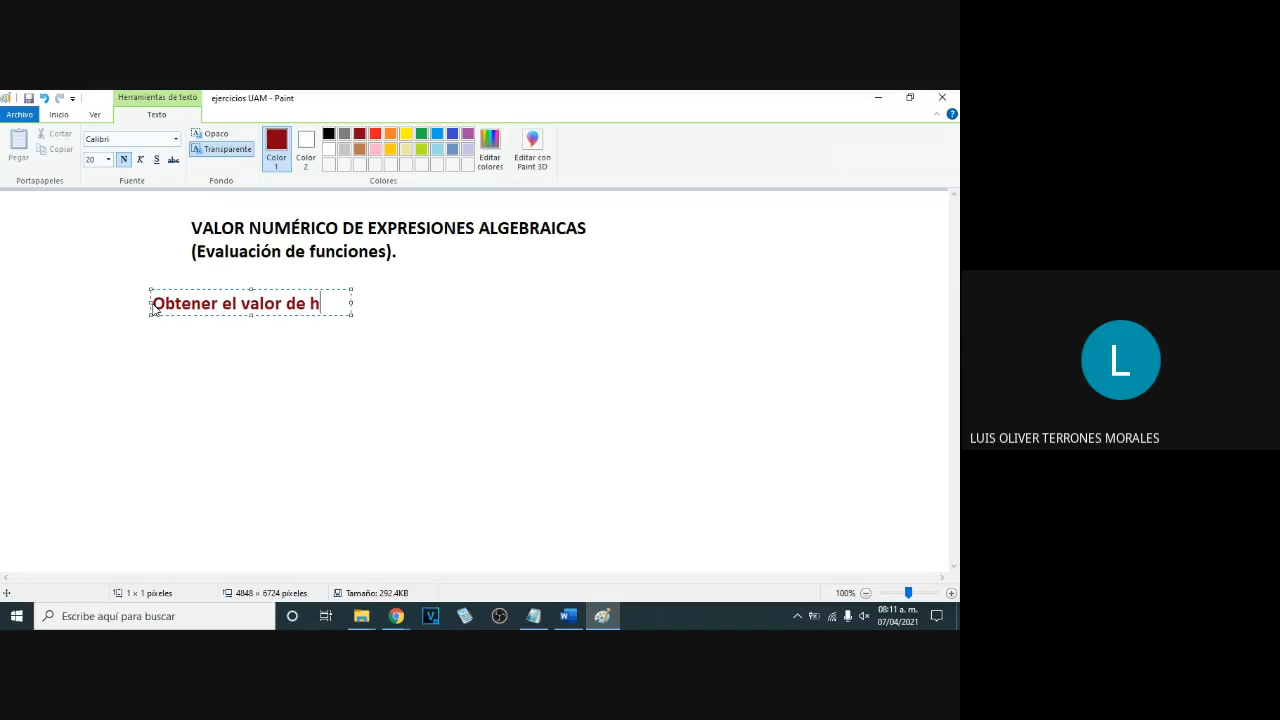 Herramientas de texto
ejercicios UAM - Paint
Archivo
Inicio
Ver
Texto
Pegar
Cortar
Copiar
Portapapeles
Calibri
20
N K S abc
Fuente
Opaco
Transparente
Fondo
Color 1
Color 2
Editar colores
Editar con Paint 3D
Colores
VALOR NUMÉRICO DE EXPRESIONES ALGEBRAICAS
(Evaluación de funciones).
Obtener el valor de h
L
LUIS OLIVER TERRONES MORALES
1 × 1 píxeles
4848 × 6724 píxeles
Tamaño: 292.4KB
100%
Escribe aquí para buscar
08:11 a. m.
07/04/2021